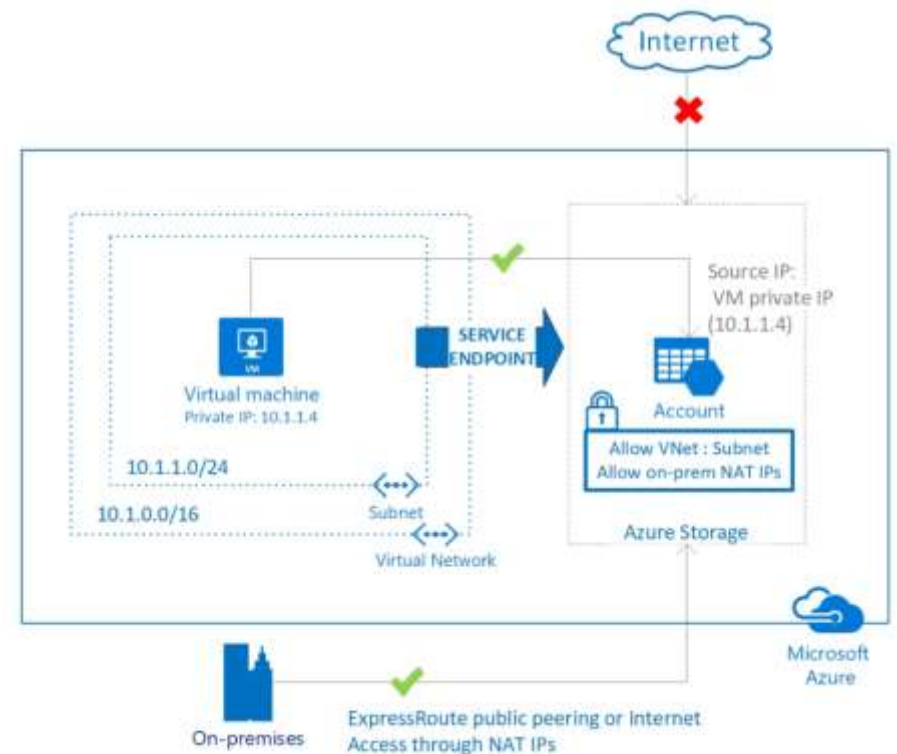 Internet
Source IP:
VM private IP
(10.1.1.4)
SERVICE
ENDPOINT
VM
Virtual machine
Private IP: 10.1.1.4
Account
Allow VNet : Subnet
Allow on-prem NAT IPs
10.1.1.0/24
10.1.0.0/16
Subnet
Virtual Network
Azure Storage
Microsoft
Azure
On-premises
ExpressRoute public peering or Internet
Access through NAT IPs